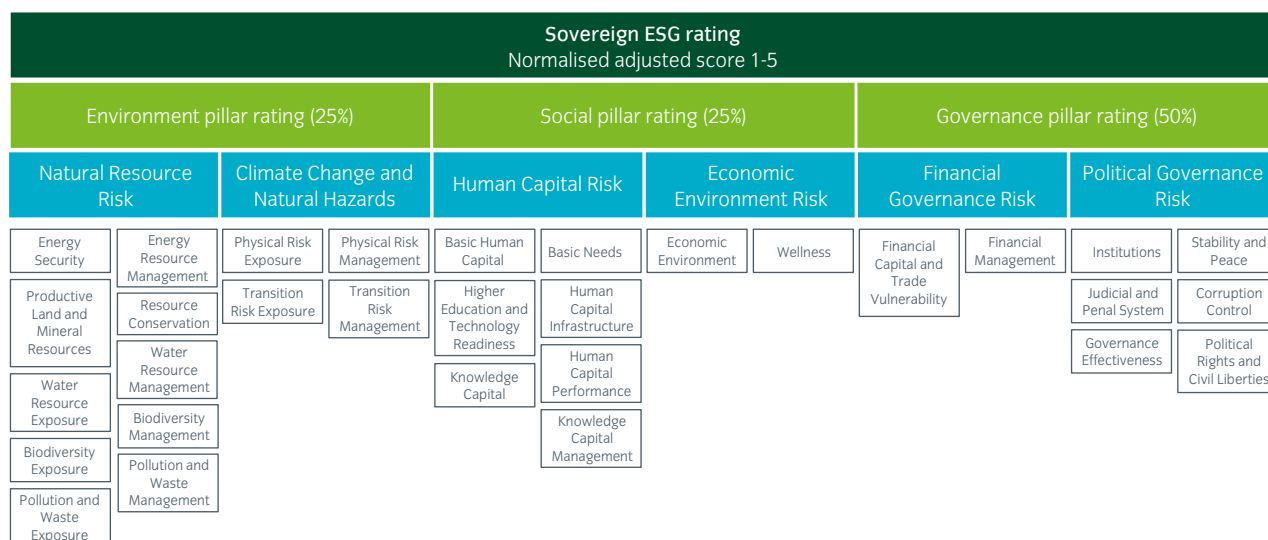 Sovereign ESG rating
Normalised adjusted score 1-5
Environment pillar rating (25%)
Social pillar rating (25%)
Governance pillar rating (50%)
Natural Resource
Risk
Climate Change and
Natural Hazards
Human Capital Risk
Economic
Environment Risk
Financial
Governance Risk
Political Governance
Risk
Energy
Security
Productive
Land and
Mineral
Resources
Water
Resource
Exposure
Biodiversity
Exposure
Pollution and
Waste
Exposure
Energy
Resource
Management
Resource
Conservation
Water
Resource
Management
Biodiversity
Management
Pollution and
Waste
Management
Physical Risk
Exposure
Transition
Risk Exposure
Physical Risk
Management
Transition
Risk
Management
Basic Human
Capital
Higher
Education and
Technology
Readiness
Knowledge
Capital
Basic Needs
Human
Capital
Infrastructure
Human
Capital
Performance
Knowledge
Capital
Management
Economic
Environment
Wellness
Financial
Capital and
Trade
Vulnerability
Financial
Management
Institutions
Judicial and
Penal System
Governance
Effectiveness
Stability and
Peace
Corruption
Control
Political
Rights and
Civil Liberties